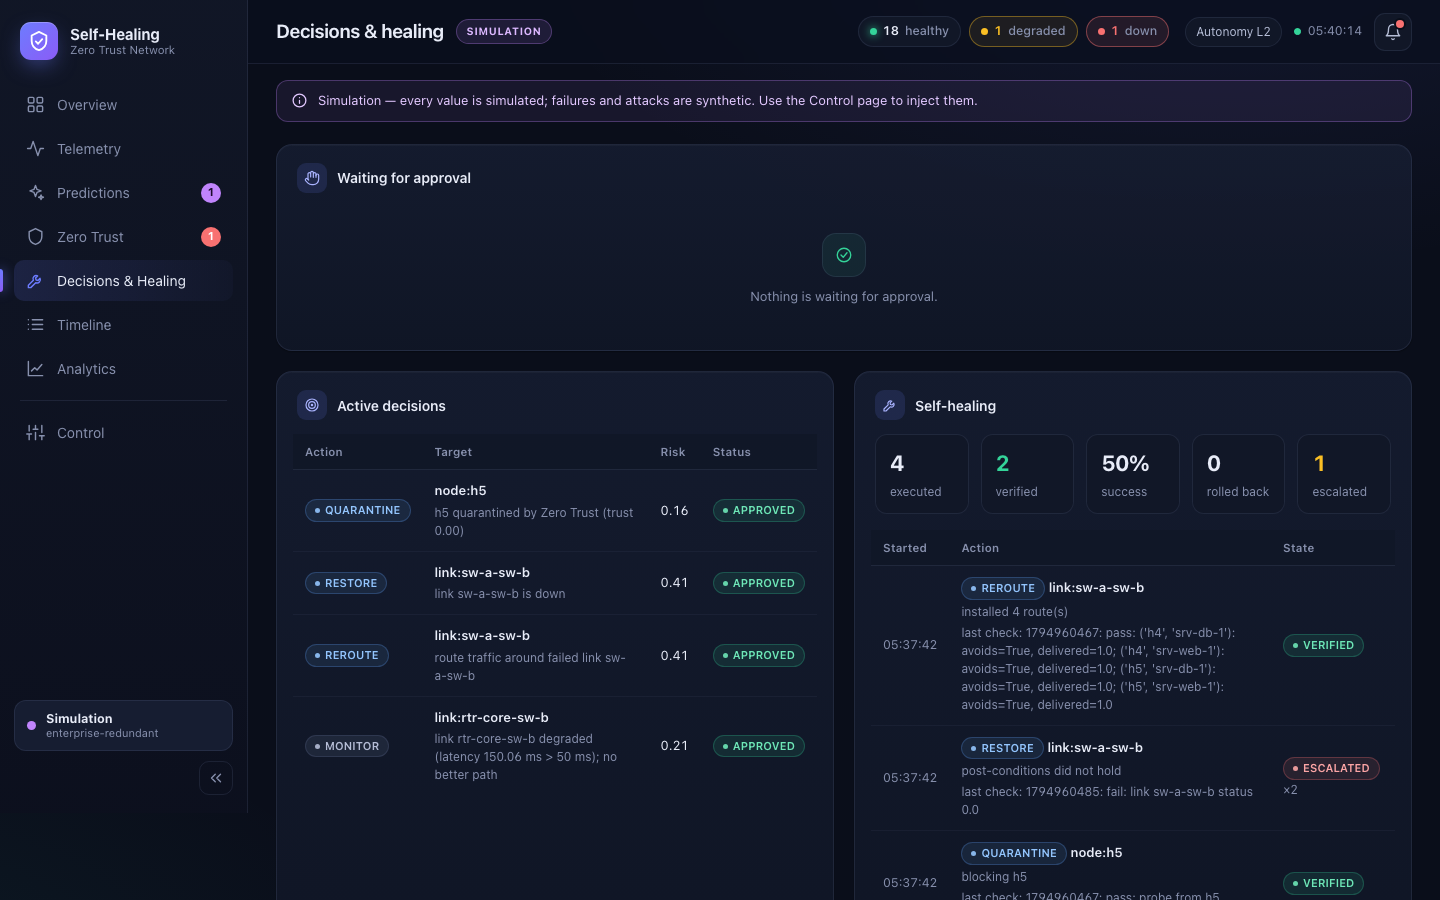 Self-Healing
Zero Trust Network
Overview
Telemetry
Predictions 1
Zero Trust 1
Decisions & Healing
Timeline
Analytics
Control
Simulation
enterprise-redundant
Decisions & healing SIMULATION
18 healthy 1 degraded 1 down Autonomy L2 05:40:14
Simulation — every value is simulated; failures and attacks are synthetic. Use the Control page to inject them.
Waiting for approval
Nothing is waiting for approval.
Active decisions
Action Target Risk Status
QUARANTINE node:h5 0.16 APPROVED
h5 quarantined by Zero Trust (trust
0.00)
RESTORE link:sw-a-sw-b 0.41 APPROVED
link sw-a-sw-b is down
REROUTE link:sw-a-sw-b 0.41 APPROVED
route traffic around failed link sw-
a-sw-b
MONITOR link:rtr-core-sw-b 0.21 APPROVED
link rtr-core-sw-b degraded
(latency 150.06 ms > 50 ms); no
better path
Self-healing
4 executed
2 verified
50% success
0 rolled back
1 escalated
Started Action State
05:37:42 REROUTE link:sw-a-sw-b VERIFIED
installed 4 route(s)
last check: 1794960467: pass: ('h4', 'srv-db-1'):
avoids=True, delivered=1.0; ('h4', 'srv-web-1'):
avoids=True, delivered=1.0; ('h5', 'srv-db-1'):
avoids=True, delivered=1.0; ('h5', 'srv-web-1'):
avoids=True, delivered=1.0
05:37:42 RESTORE link:sw-a-sw-b ESCALATED
×2
post-conditions did not hold
last check: 1794960485: fail: link sw-a-sw-b status
0.0
05:37:42 QUARANTINE node:h5 VERIFIED
blocking h5
last check: 1794960467: pass: probe from h5